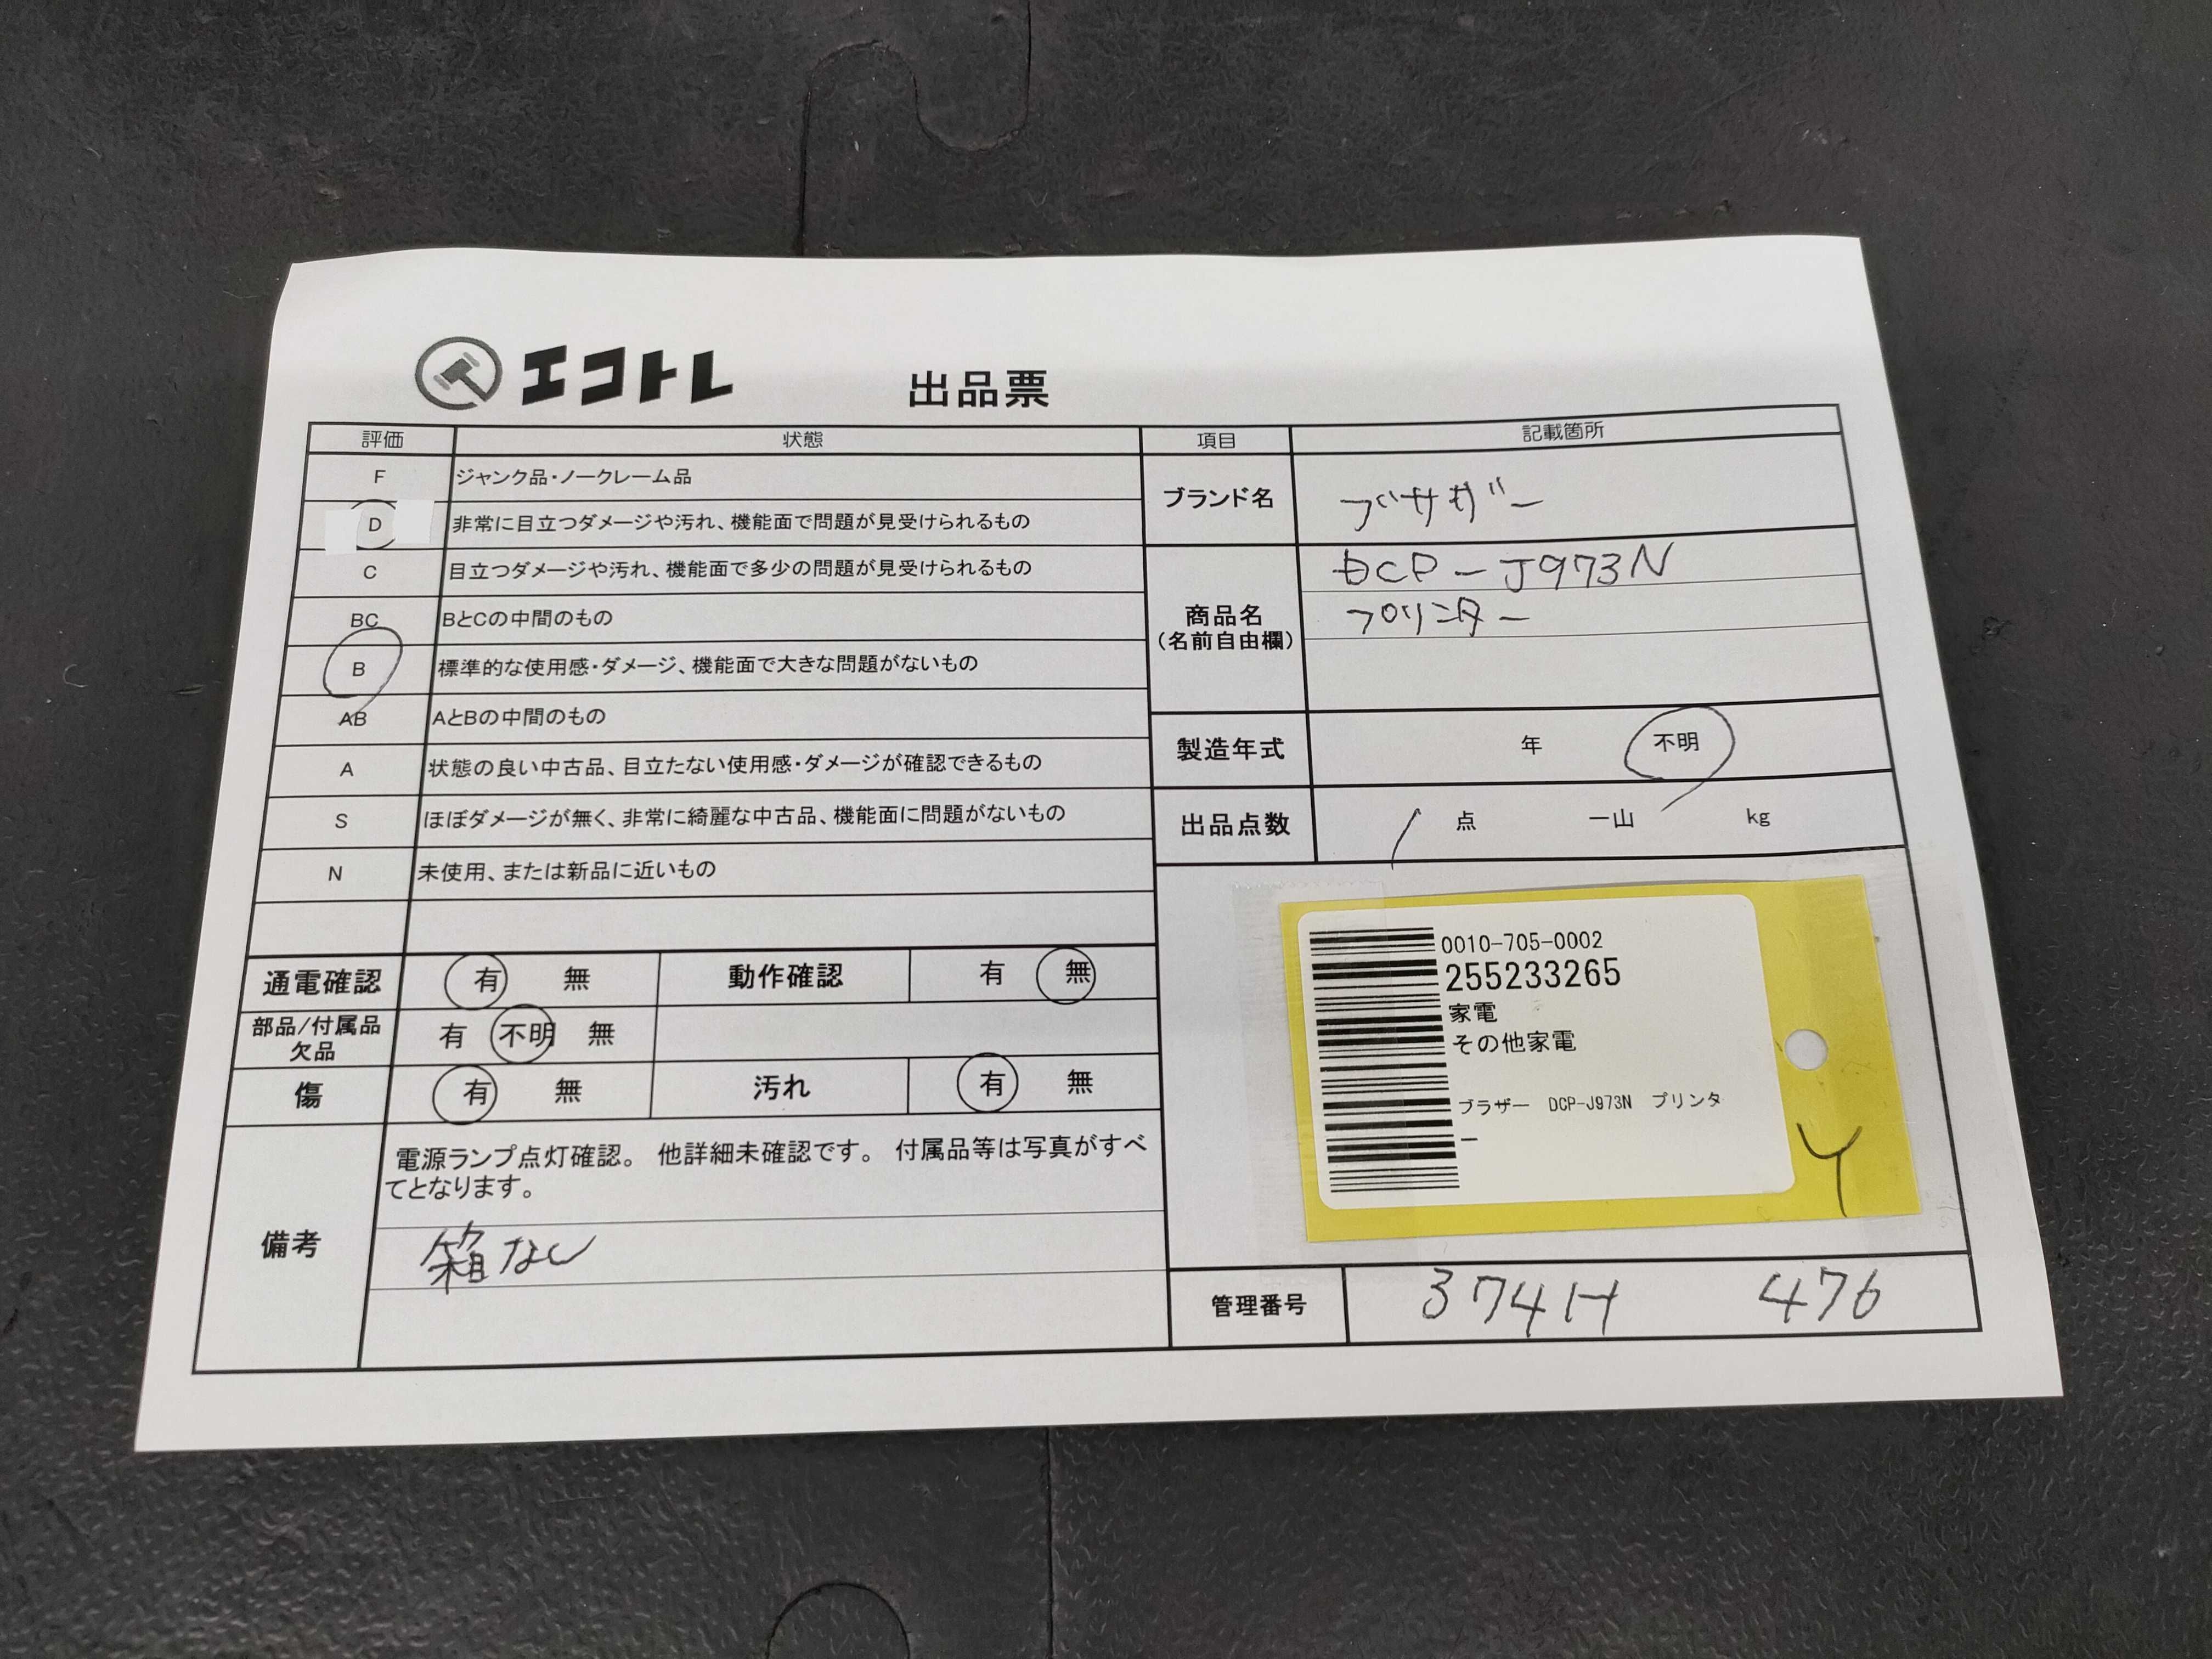 エコトレ
出品票
評価 状態
F ジャンク品・ノークレーム品
D 非常に目立つダメージや汚れ、機能面で問題が見受けられるもの
C 目立つダメージや汚れ、機能面で多少の問題が見受けられるもの
BC BとCの中間のもの
B 標準的な使用感・ダメージ、機能面で大きな問題がないもの
AB AとBの中間のもの
A 状態の良い中古品、目立たない使用感・ダメージが確認できるもの
S ほぼダメージが無く、非常に綺麗な中古品、機能面に問題がないもの
N 未使用、または新品に近いもの
通電確認 有 無 動作確認 有 無
部品/付属品
欠品 有 不明 無
傷 有 無 汚れ 有 無
備考
電源ランプ点灯確認。 他詳細未確認です。 付属品等は写真がすべ
てとなります。
箱なし
項目 記載箇所
ブランド名 ブサザー
商品名
(名前自由欄)
DCP-J973N
プリンター
製造年式 年 不明
出品点数 1 点 一山 kg
0010-705-0002
255233265
家電
その他家電
ブラザー DCP-J973N プリンタ
ー
Y
管理番号 374H 476